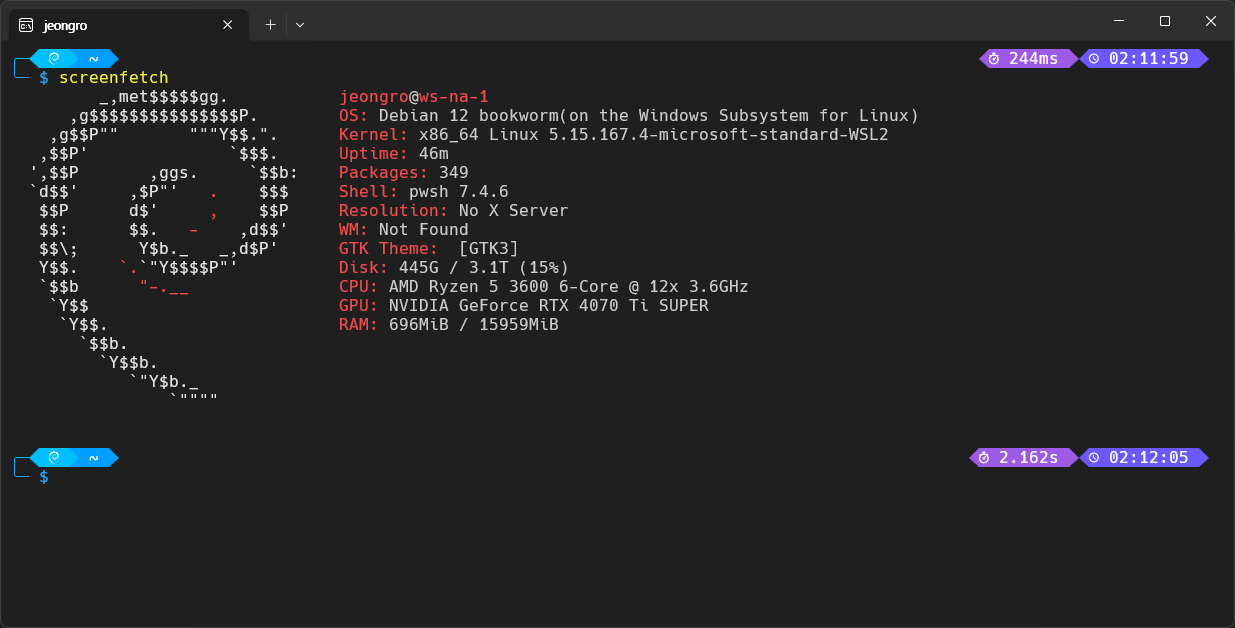 jeongro
~ 244ms 02:11:59
$ screenfetch
_,met$$$$$gg. jeongro@ws-na-1
,g$$$$$$$$$$$$$$$P. OS: Debian 12 bookworm(on the Windows Subsystem for Linux)
,g$$P"" """Y$$.". Kernel: x86_64 Linux 5.15.167.4-microsoft-standard-WSL2
,$$P' `$$$. Uptime: 46m
',$$P ,ggs. `$$b: Packages: 349
`d$$' ,$P"' . $$$ Shell: pwsh 7.4.6
$$P d$' , $$P Resolution: No X Server
$$: $$. - ,d$$' WM: Not Found
$$\; Y$b._ _,d$P' GTK Theme: [GTK3]
Y$$. `.`"Y$$$$P"' Disk: 445G / 3.1T (15%)
`$$b "-.__ CPU: AMD Ryzen 5 3600 6-Core @ 12x 3.6GHz
`Y$$ GPU: NVIDIA GeForce RTX 4070 Ti SUPER
`Y$$. RAM: 696MiB / 15959MiB
`$$b.
`Y$$b.
`"Y$b._
`""""
~ 2.162s 02:12:05
$